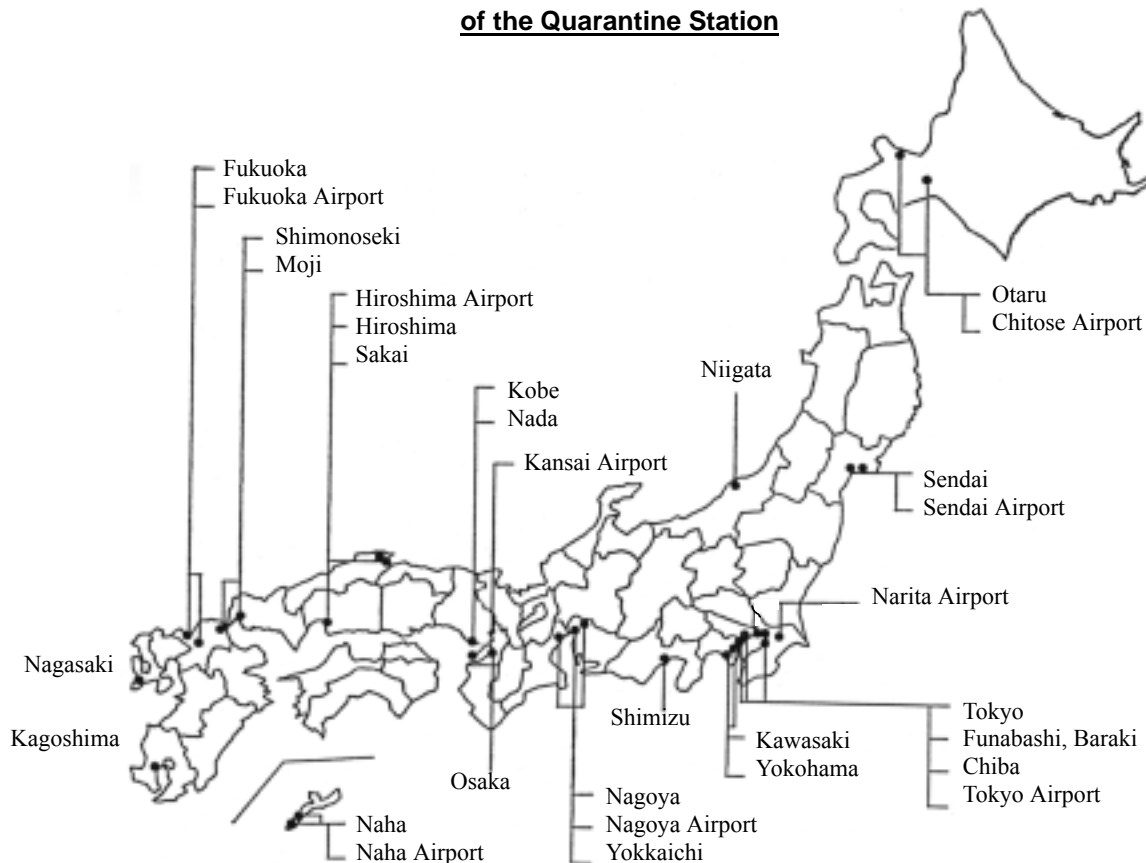 of the Quarantine Station
Fukuoka
Fukuoka Airport
Shimonoseki
Moji
Hiroshima Airport
Hiroshima
Sakai
Kobe
Nada
Kansai Airport
Niigata
Otaru
Chitose Airport
Sendai
Sendai Airport
Narita Airport
Nagasaki
Kagoshima
Osaka
Shimizu
Kawasaki
Yokohama
Tokyo
Funabashi, Baraki
Chiba
Tokyo Airport
Nagoya
Nagoya Airport
Yokkaichi
Naha
Naha Airport